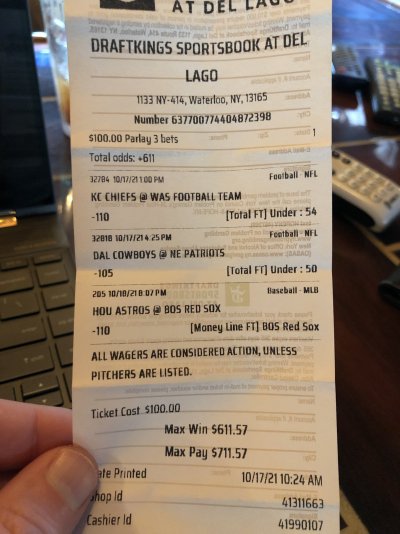 AT DEL LAGO
DRAFTKINGS SPORTSBOOK AT DEL
LAGO
1133 NY-414, Waterloo, NY, 13165
Number 637700774404872398
$100.00 Parlay 3 bets 1
Total odds: +611
32784 10/17/21 1:00 PM Football - NFL
KC CHIEFS @ WAS FOOTBALL TEAM
-110 [Total FT] Under : 54
32818 10/17/21 4:25 PM Football - NFL
DAL COWBOYS @ NE PATRIOTS
-105 [Total FT] Under : 50
205 10/18/21 8:07 PM Baseball - MLB
HOU ASTROS @ BOS RED SOX
-110 [Money Line FT] BOS Red Sox
ALL WAGERS ARE CONSIDERED ACTION, UNLESS
PITCHERS ARE LISTED.
Ticket Cost $100.00
Max Win $611.57
Max Pay $711.57
ate Printed 10/17/21 10:24 AM
hop Id 41311663
Cashier Id 41990107